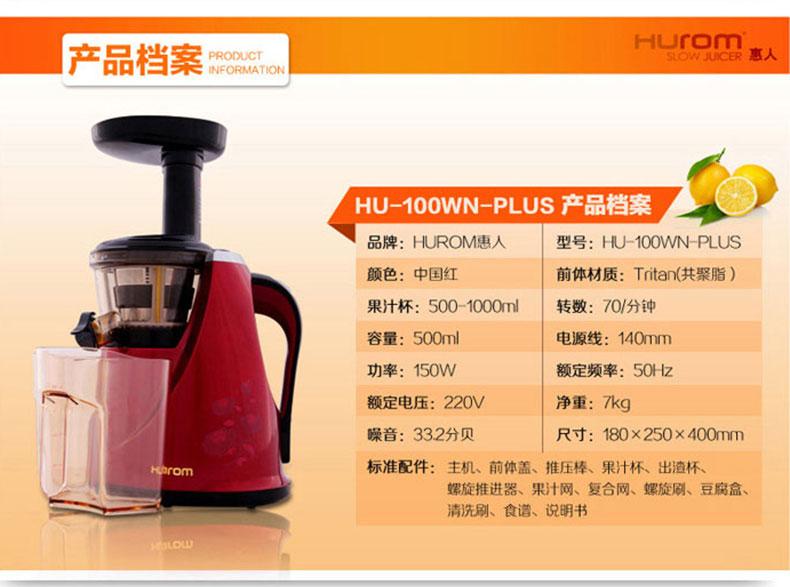 产品档案 PRODUCT INFORMATION
HUROM
SLOW JUICER 惠人
HU-100WN-PLUS 产品档案
品牌：HUROM惠人 型号：HU-100WN-PLUS
颜色：中国红 前体材质：Tritan(共聚脂）
果汁杯：500-1000ml 转数：70/分钟
容量：500ml 电源线：140mm
功率：150W 额定频率：50Hz
额定电压：220V 净重：7kg
噪音：33.2分贝 尺寸：180×250×400mm
标准配件：主机、前体盖、推压棒、果汁杯、出渣杯、
螺旋推进器、果汁网、复合网、螺旋刷、豆腐盒、
清洗刷、食谱、说明书
HUROM